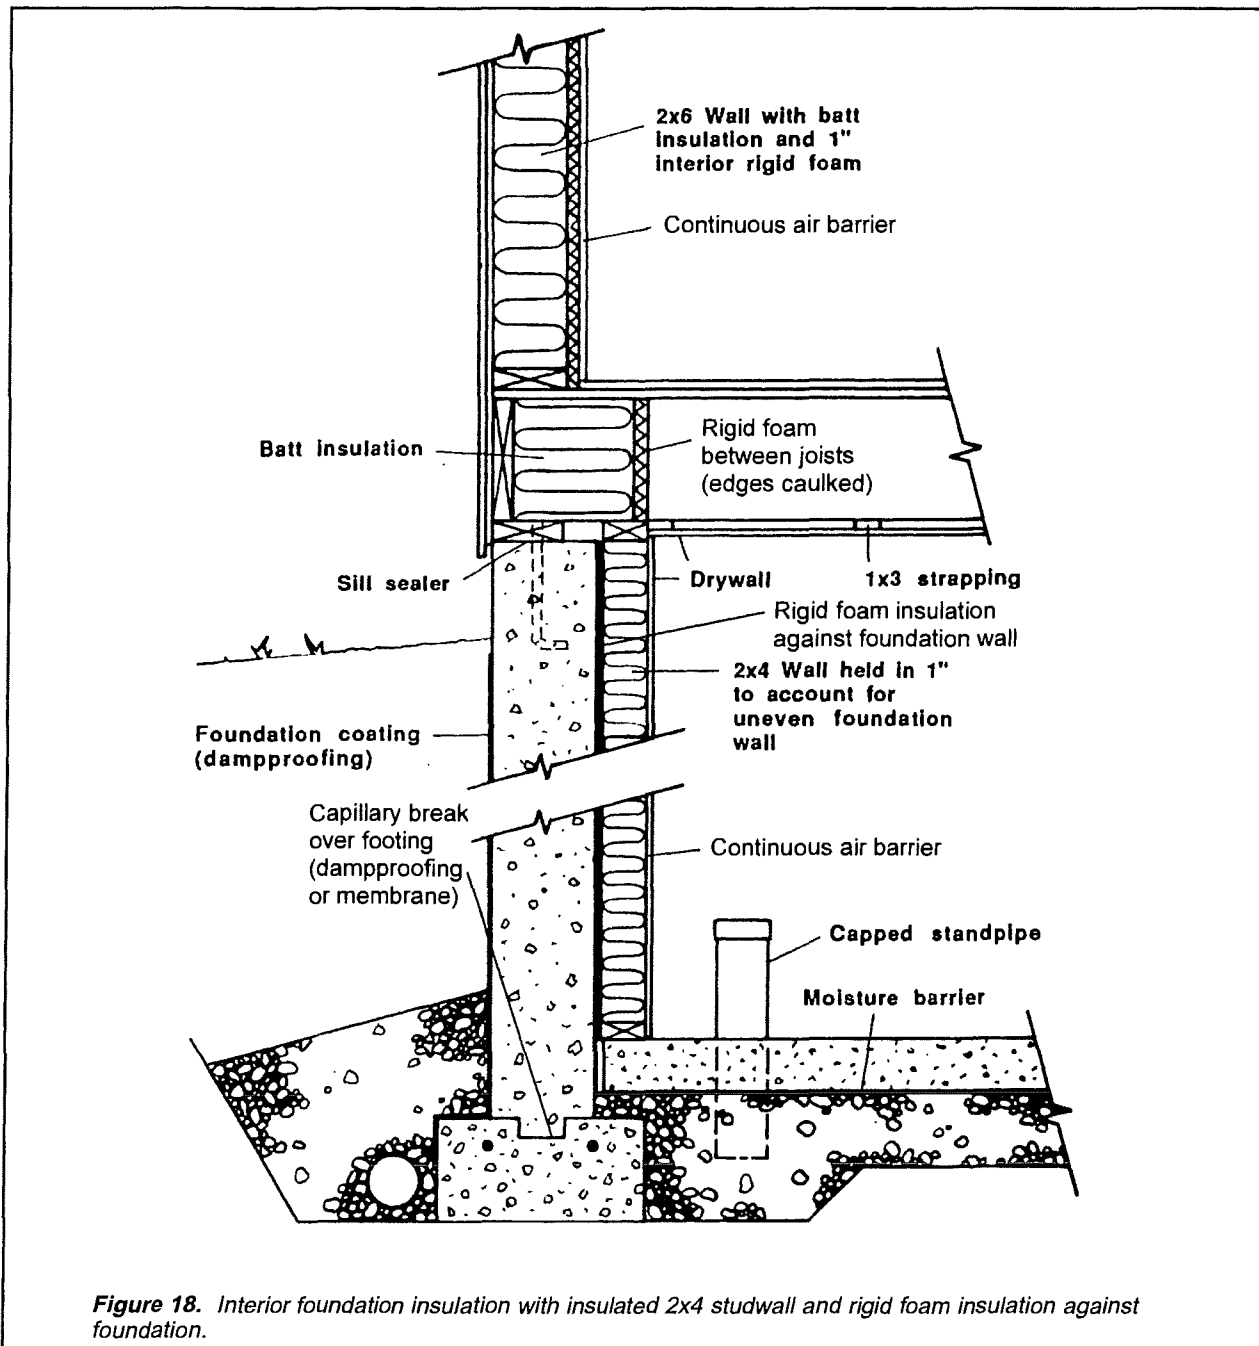 2x6 Wall with batt
insulation and 1"
interior rigid foam
Continuous air barrier
Batt insulation
Rigid foam
between joists
(edges caulked)
Sill sealer
Drywall
1x3 strapping
Rigid foam insulation
against foundation wall
2x4 Wall held in 1"
to account for
uneven foundation
wall
Foundation coating
(dampproofing)
Capillary break
over footing
(dampproofing
or membrane)
Continuous air barrier
Capped standpipe
Moisture barrier
Figure 18. Interior foundation insulation with insulated 2x4 studwall and rigid foam insulation against
foundation.